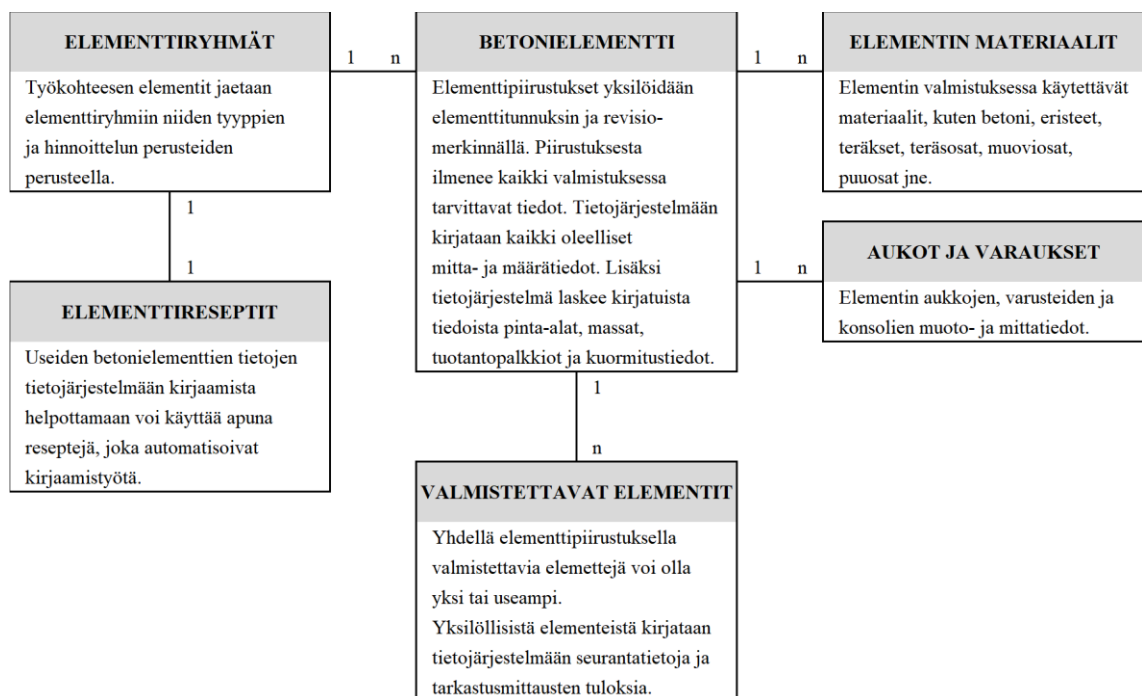 ELEMENTTIRYHMÄT
Työkohteesen elementit jaetaan
elementtiryhmiin niiden tyyppien
ja hinnoittelun perusteiden
perusteella.
1 n
BETONIELEMENTTI
Elementtipiirustukset yksilöidään
elementtitunnuksin ja revisio-
merkinnällä. Piirustuksesta
ilmenee kaikki valmistuksessa
tarvittavat tiedot. Tietojärjestelmään
kirjataan kaikki oleelliset
mitta- ja määrätiedot. Lisäksi
tietojärjestelmä laskee kirjatuista
tiedoista pinta-alat, massat,
tuotantopalkkiot ja kuormitustiedot.
1 n
ELEMENTIN MATERIAALIT
Elementin valmistuksessa käytettävät
materiaalit, kuten betoni, eristeet,
teräkset, teräsosat, muoviosat,
puuosat jne.
1
1
ELEMENTTIRESEPTIT
Useiden betonielementtien tietojen
tietojärjestelmään kirjaamista
helpottamaan voi käyttää apuna
reseptejä, joka automatisoivat
kirjaamistyötä.
1 n
AUKOT JA VARAUKSET
Elementin aukkojen, varusteiden ja
konsolien muoto- ja mittatiedot.
1
n
VALMISTETTAVAT ELEMENTIT
Yhdellä elementtipiirustuksella
valmistettavia elemettejä voi olla
yksi tai useampi.
Yksilöllisistä elementeistä kirjataan
tietojärjestelmään seurantatietoja ja
tarkastusmittausten tuloksia.